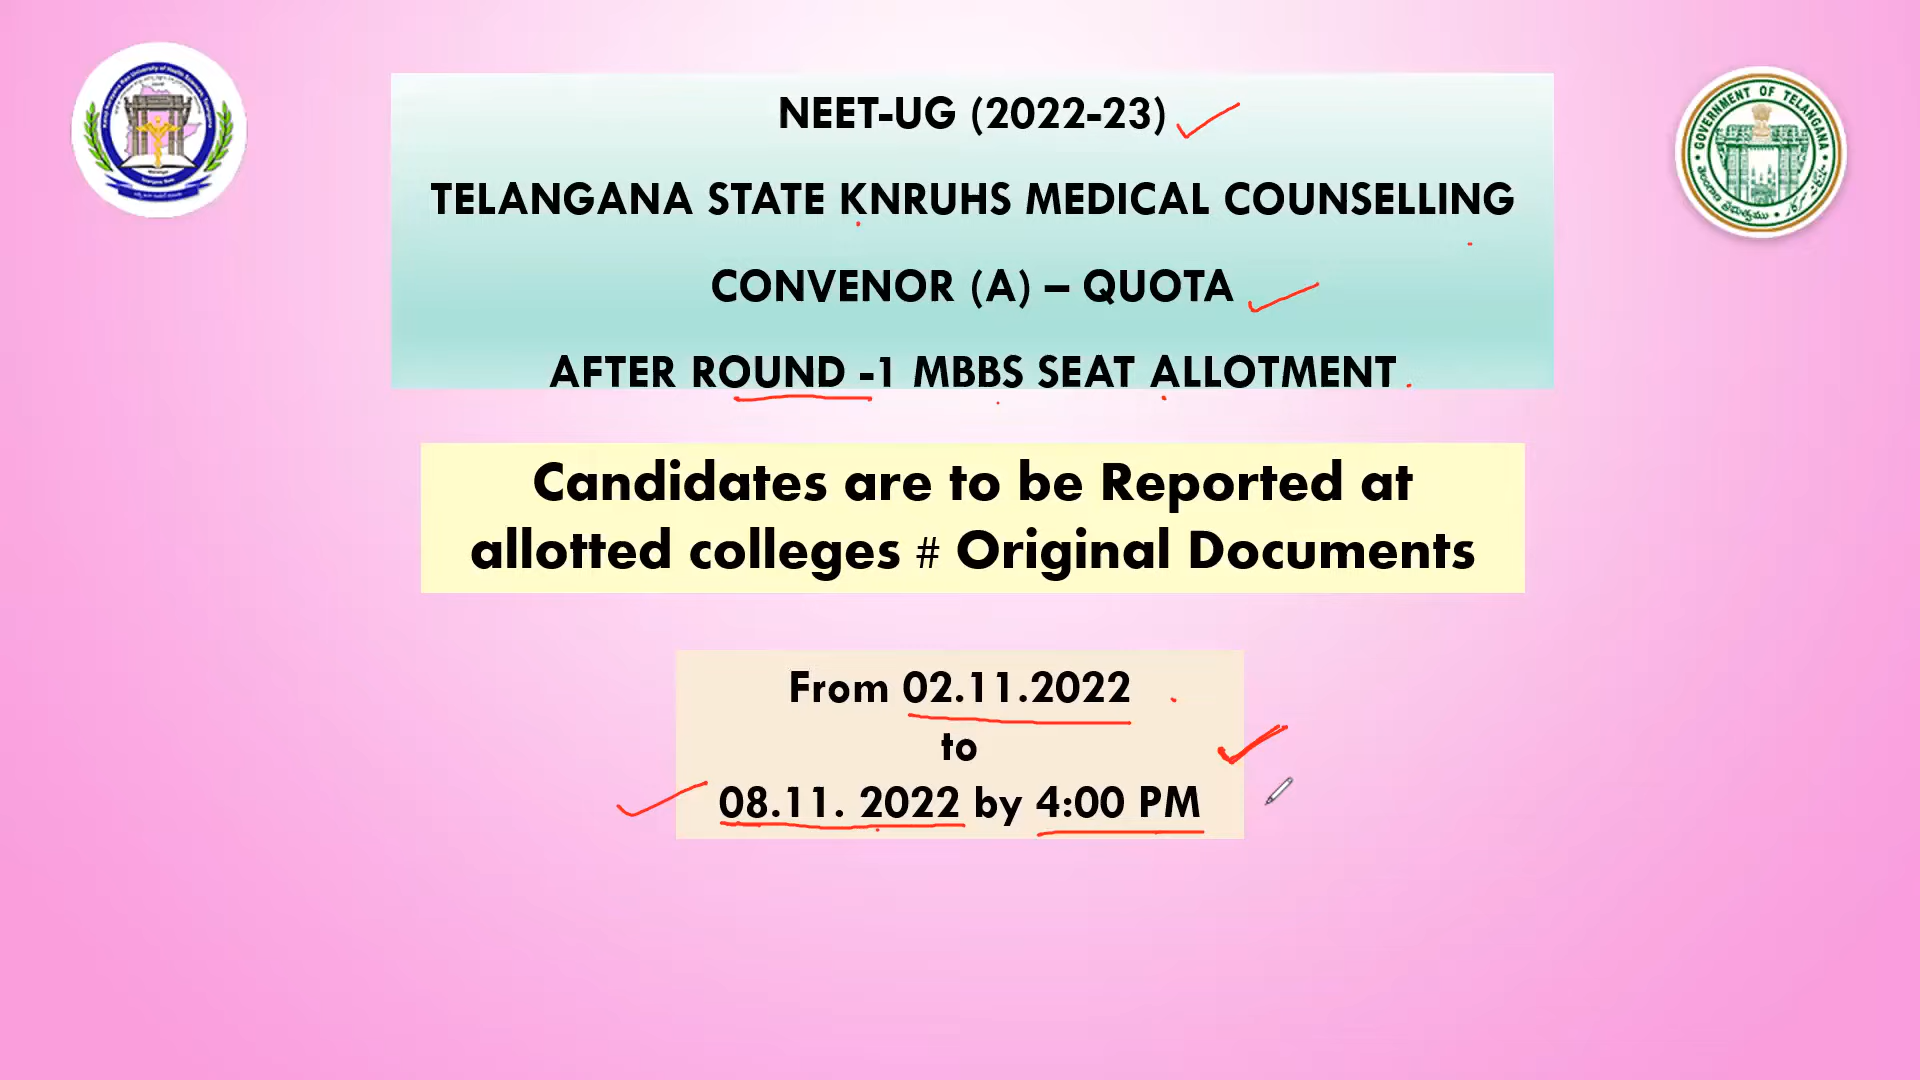 NEET-UG (2022-23)
TELANGANA STATE KNRUHS MEDICAL COUNSELLING
CONVENOR (A) – QUOTA
AFTER ROUND -1 MBBS SEAT ALLOTMENT
Candidates are to be Reported at
allotted colleges # Original Documents
From 02.11.2022
to
08.11. 2022 by 4:00 PM
GOVERNMENT OF TELANGANA